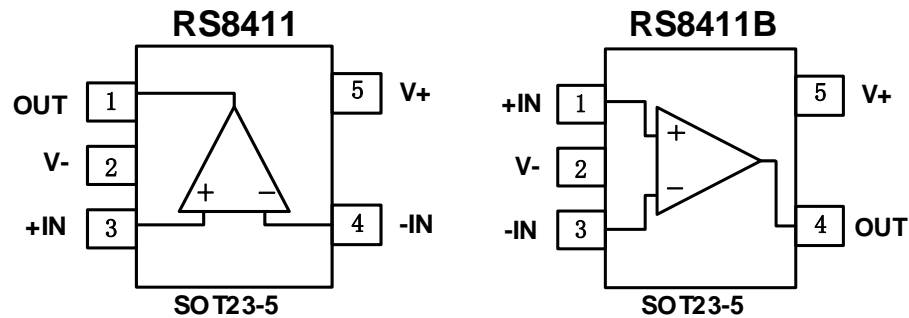 RS8411
OUT 1 5 V+
V- 2
+IN 3 + − 4 -IN
SOT23-5
RS8411B
+IN 1 + 5 V+
V- 2
-IN 3 − 4 OUT
SOT23-5